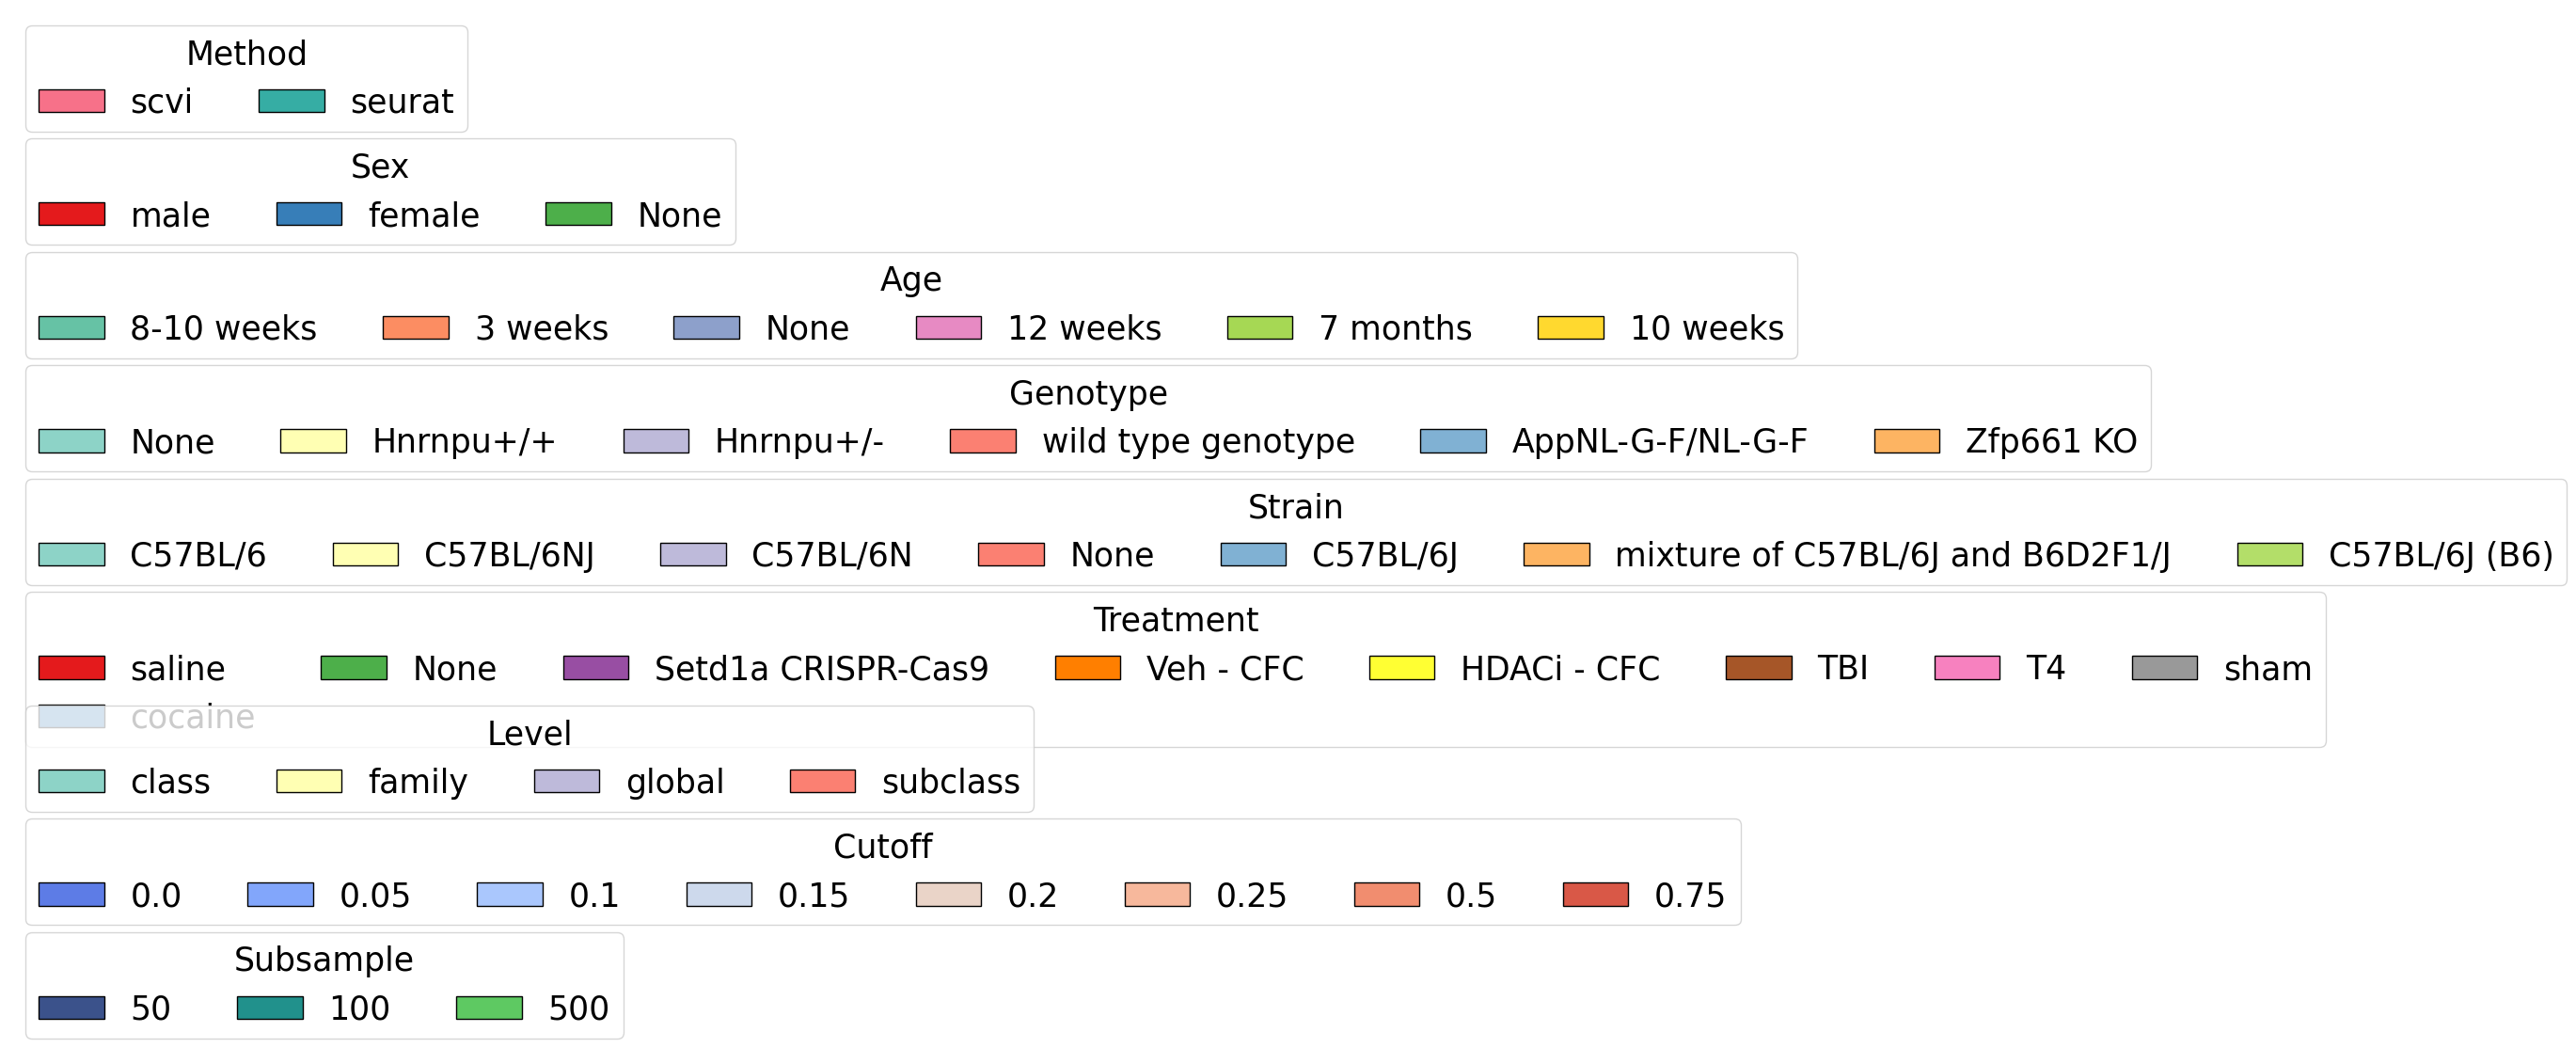 Method
scvi seurat
Sex
male female None
Age
8-10 weeks 3 weeks None 12 weeks 7 months 10 weeks
Genotype
None Hnrnpu+/+ Hnrnpu+/- wild type genotype AppNL-G-F/NL-G-F Zfp661 KO
Strain
C57BL/6 C57BL/6NJ C57BL/6N None C57BL/6J mixture of C57BL/6J and B6D2F1/J C57BL/6J (B6)
Treatment
saline None Setd1a CRISPR-Cas9 Veh - CFC HDACi - CFC TBI T4 sham
cocaine
Level
class family global subclass
Cutoff
0.0 0.05 0.1 0.15 0.2 0.25 0.5 0.75
Subsample
50 100 500